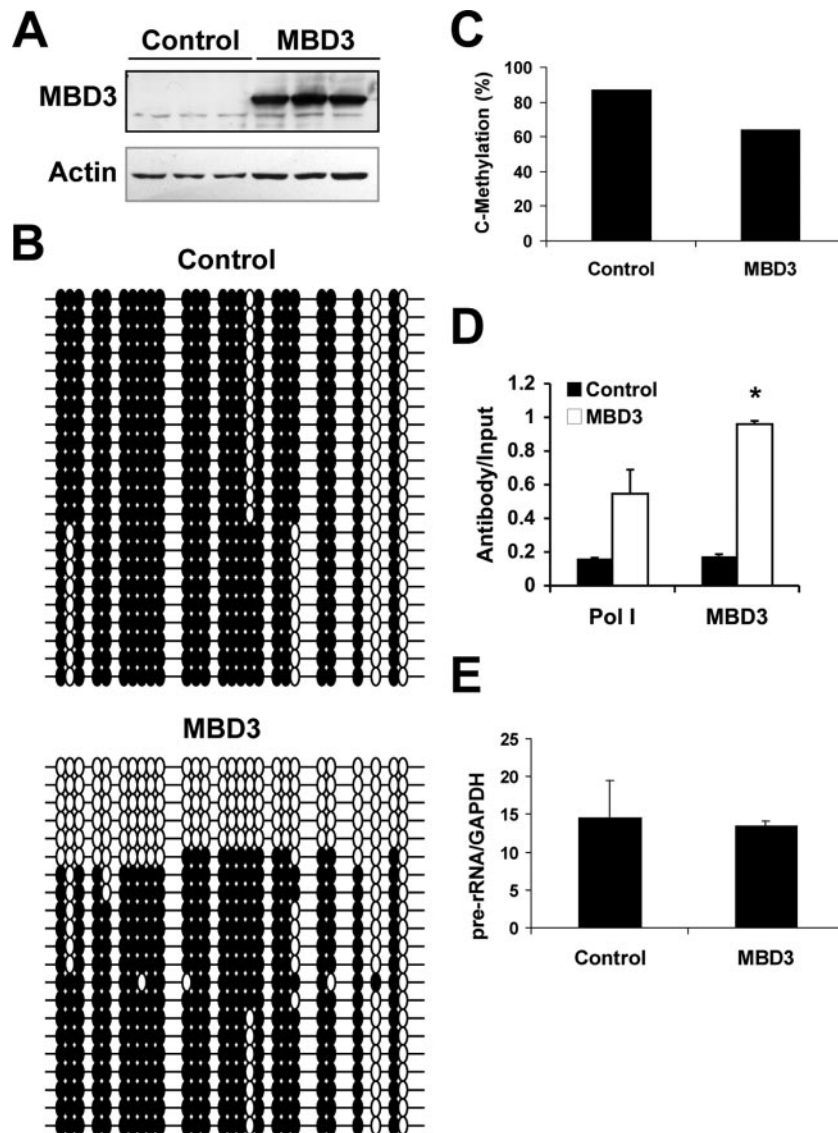 A
Control MBD3
MBD3
Actin
B
Control
MBD3
C
C-Methylation (%)
100
80
60
40
20
0
Control MBD3
D
Antibody/Input
1.2
1
0.8
0.6
0.4
0.2
0
Control
MBD3
*
Pol I MBD3
E
pre-rRNA/GAPDH
25
20
15
10
5
0
Control MBD3